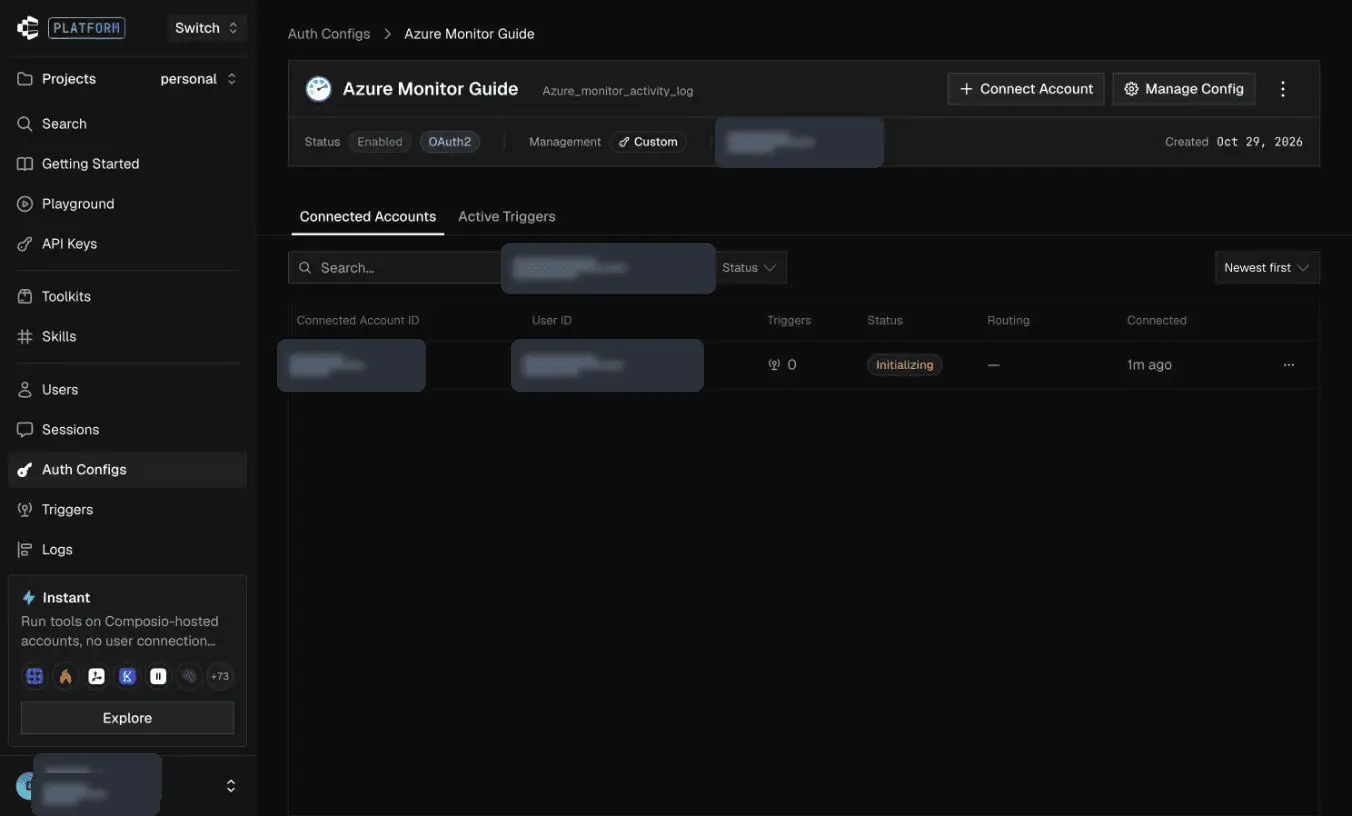 PLATFORM
Switch
Projects
personal
Search
Getting Started
Playground
API Keys
Toolkits
Skills
Users
Sessions
Auth Configs
Triggers
Logs
Instant
Run tools on Composio-hosted
accounts, no user connection...
+73
Explore
Auth Configs > Azure Monitor Guide
Azure Monitor Guide Azure_monitor_activity_log
Connect Account
Manage Config
Status Enabled OAuth2 Management Custom
Created Oct 29, 2026
Connected Accounts Active Triggers
Search...
Status
Newest first
Connected Account ID User ID Triggers Status Routing Connected
0 Initializing — 1m ago